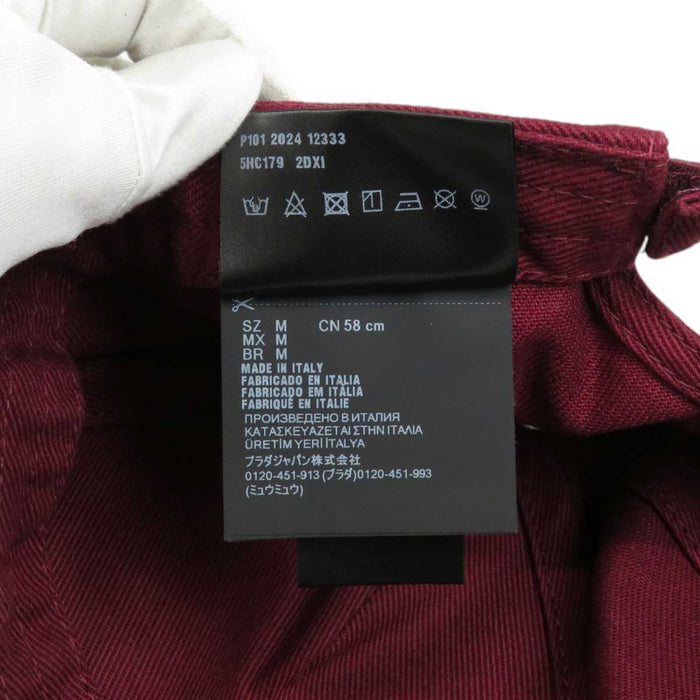 P101 2024 12333
5HC179 2DXI
SZ M CN 58 cm
MX M
BR M
MADE IN ITALY
FABRICADO EN ITALIA
FABRICADO EM ITÁLIA
FABRIQUÉ EN ITALIE
ПРОИЗВЕДЕНО В ИТАЛИЯ
ΚΑΤΑΣΚΕΥΑΖΕΤΑΙ ΣΤΗΝ ΙΤΑΛΙΑ
ÜRETİM YERİ İTALYA
プラダジャパン株式会社
0120-451-913 (プラダ)0120-451-993
(ミュウミュウ)